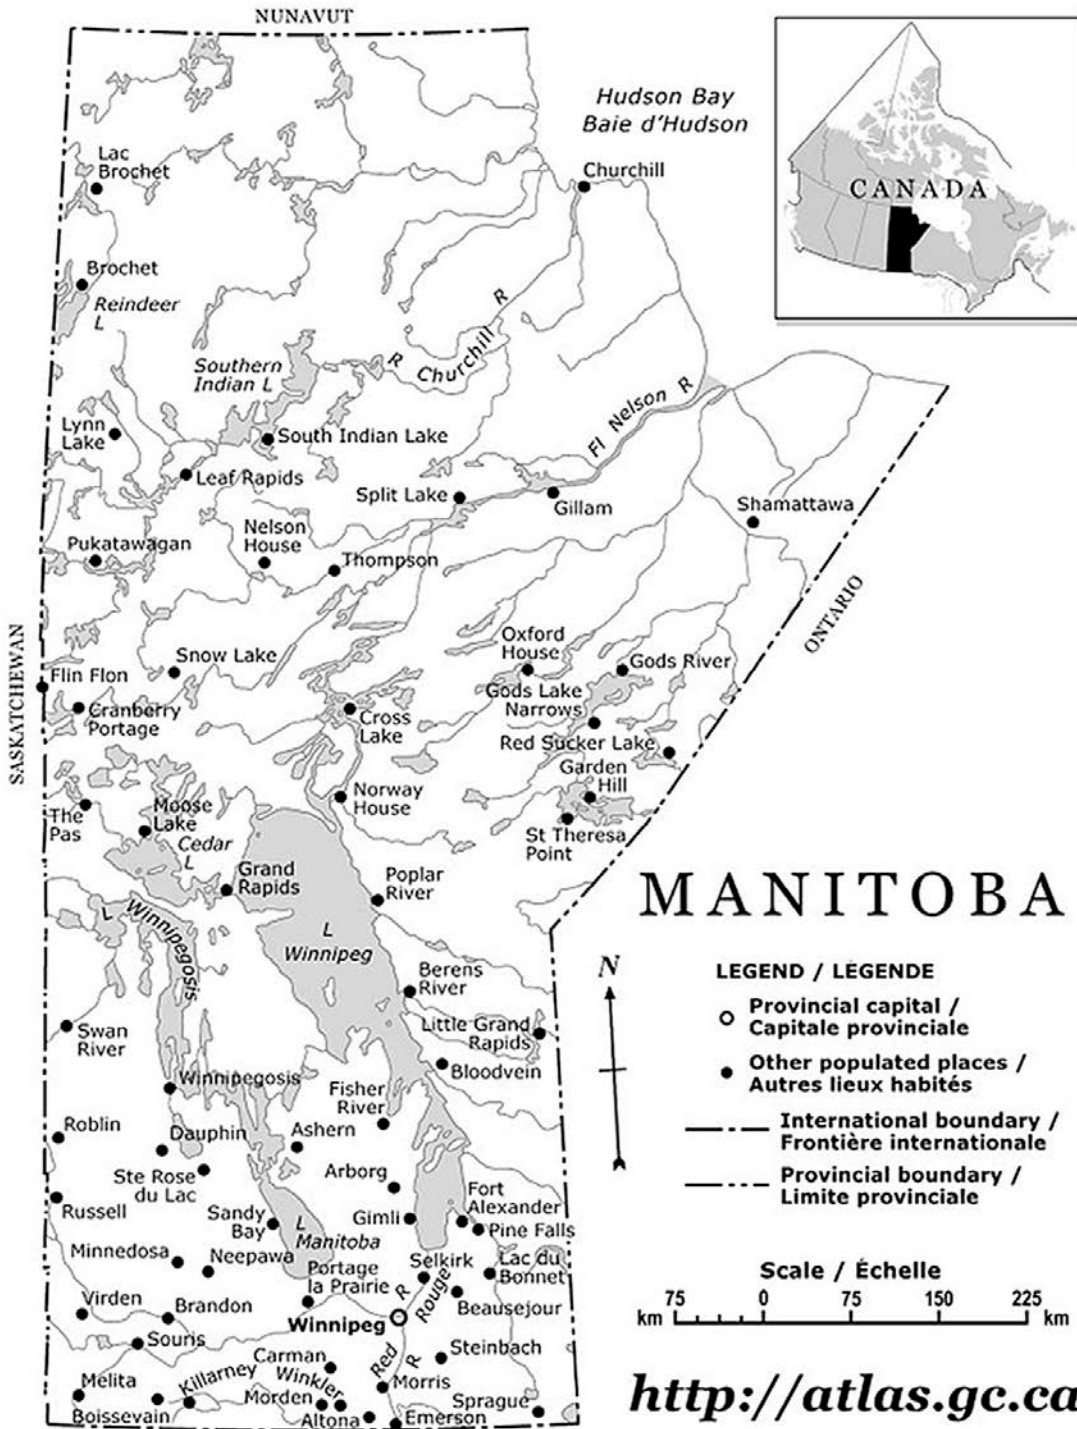 NUNAVUT
Hudson Bay
Baie d'Hudson
CANADA
Lac
Brochet
Churchill
Brochet
Reindeer
L
R Churchill R
Southern
Indian L
Fl Nelson R
Lynn
Lake
South Indian Lake
Leaf Rapids
Split Lake
Gillam
Shamattawa
Nelson
House
Pukatawagan
Thompson
ONTARIO
SASKATCHEWAN
Oxford
House
Gods River
Snow Lake
Flin Flon
Gods Lake
Narrows
Cranberry
Portage
Cross
Lake
Red Sucker Lake
Garden
Hill
Norway
House
The
Pas
Moose
Lake
Cedar
L
St Theresa
Point
Grand
Rapids
Poplar
River
MANITOBA
L Winnipegosis
L
Winnipeg
N
LEGEND / LÉGENDE
Provincial capital /
Capitale provinciale
Other populated places /
Autres lieux habités
International boundary /
Frontière internationale
Provincial boundary /
Limite provinciale
Berens
River
Swan
River
Little Grand
Rapids
Bloodvein
Winnipegosis
Fisher
River
Roblin
Dauphin
Ashern
Ste Rose
du Lac
Arborg
Fort
Alexander
Russell
Sandy
Bay
L
Manitoba
Gimli
Pine Falls
Minnedosa
Neepawa
Portage
la Prairie
Selkirk
Lac du
Bonnet
R Rouge
Beausejour
Virden
Brandon
Winnipeg
Souris
Red R
Steinbach
Carman
Winkler
Melita
Killarney
Morden
Morris
Sprague
Boissevain
Altona
Emerson
Scale / Échelle
75 0 75 150 225
km km
http://atlas.gc.ca